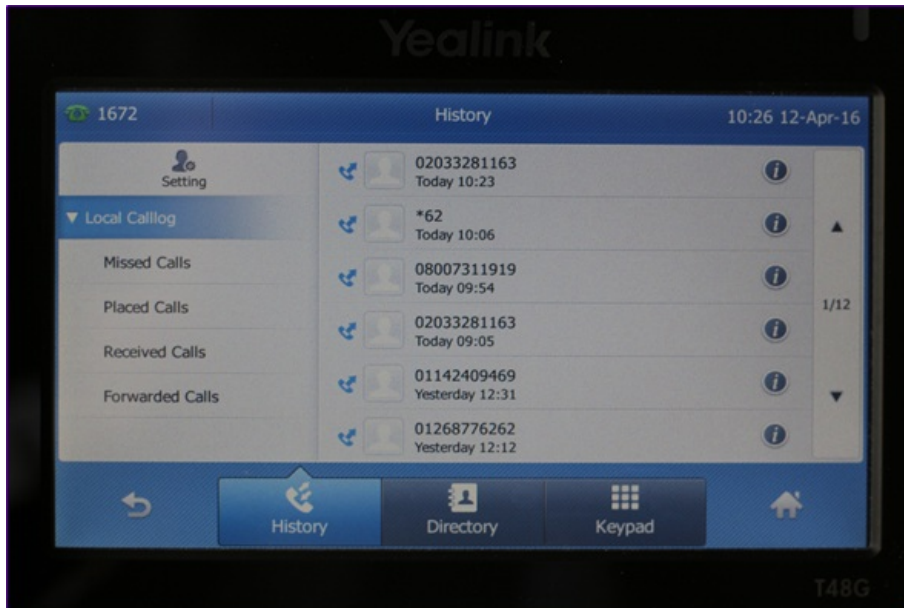 Yealink
1672
History
10:26 12-Apr-16
Setting
Local Calllog
Missed Calls
Placed Calls
Received Calls
Forwarded Calls
02033281163
Today 10:23
*62
Today 10:06
08007311919
Today 09:54
02033281163
Today 09:05
01142409469
Yesterday 12:31
01268776262
Yesterday 12:12
1/12
History
Directory
Keypad
T48G